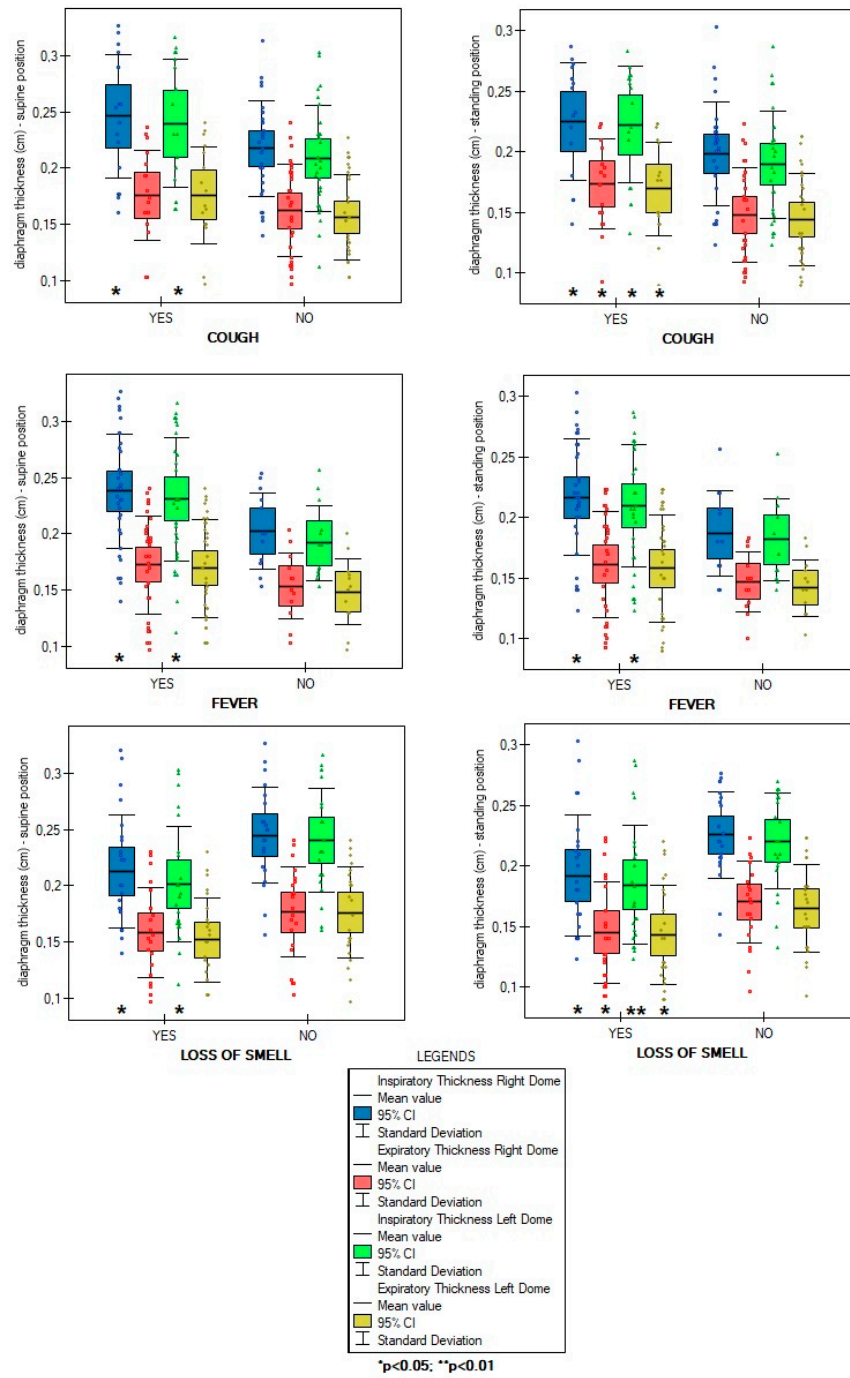 diaphragm thickness (cm) - supine position
0,3
0,25
0,2
0,15
0,1
* *
YES NO
COUGH
diaphragm thickness (cm) - standing position
0,3
0,25
0,2
0,15
0,1
* * * *
YES NO
COUGH
diaphragm thickness (cm) - supine position
0,3
0,25
0,2
0,15
0,1
* *
YES NO
FEVER
diaphragm thickness (cm) - standing position
0,3
0,25
0,2
0,15
0,1
* *
YES NO
FEVER
diaphragm thickness (cm) - supine position
0,3
0,25
0,2
0,15
0,1
* *
YES NO
LOSS OF SMELL
diaphragm thickness (cm) - standing position
0,3
0,25
0,2
0,15
0,1
* * ** *
YES NO
LOSS OF SMELL
LEGENDS
Inspiratory Thickness Right Dome
Mean value
95% CI
Standard Deviation
Expiratory Thickness Right Dome
Mean value
95% CI
Standard Deviation
Inspiratory Thickness Left Dome
Mean value
95% CI
Standard Deviation
Expiratory Thickness Left Dome
Mean value
95% CI
Standard Deviation
*p<0.05; **p<0.01